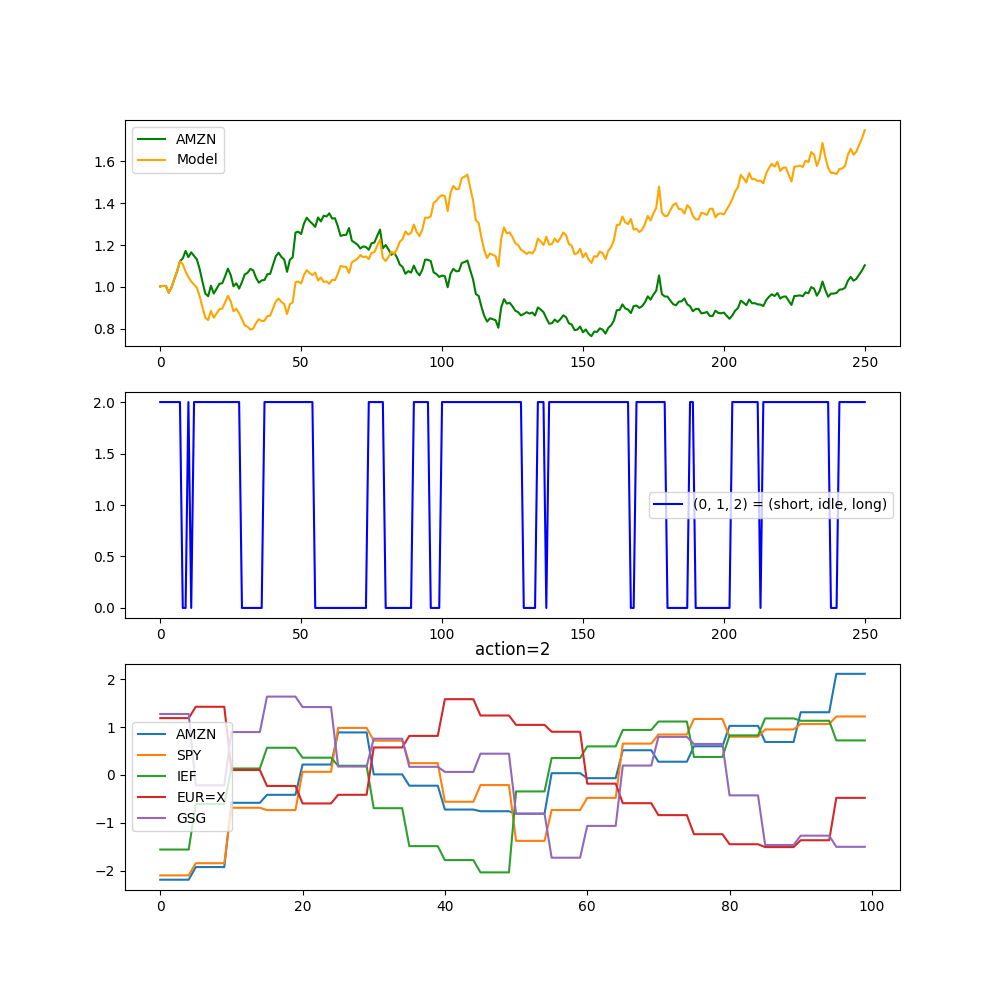 AMZN
Model
1.6
1.4
1.2
1.0
0.8
0 50 100 150 200 250
2.0
1.5
1.0
0.5
0.0
(0, 1, 2) = (short, idle, long)
0 50 100 150 200 250
action=2
2
1
0
−1
−2
AMZN
SPY
IEF
EUR=X
GSG
0 20 40 60 80 100